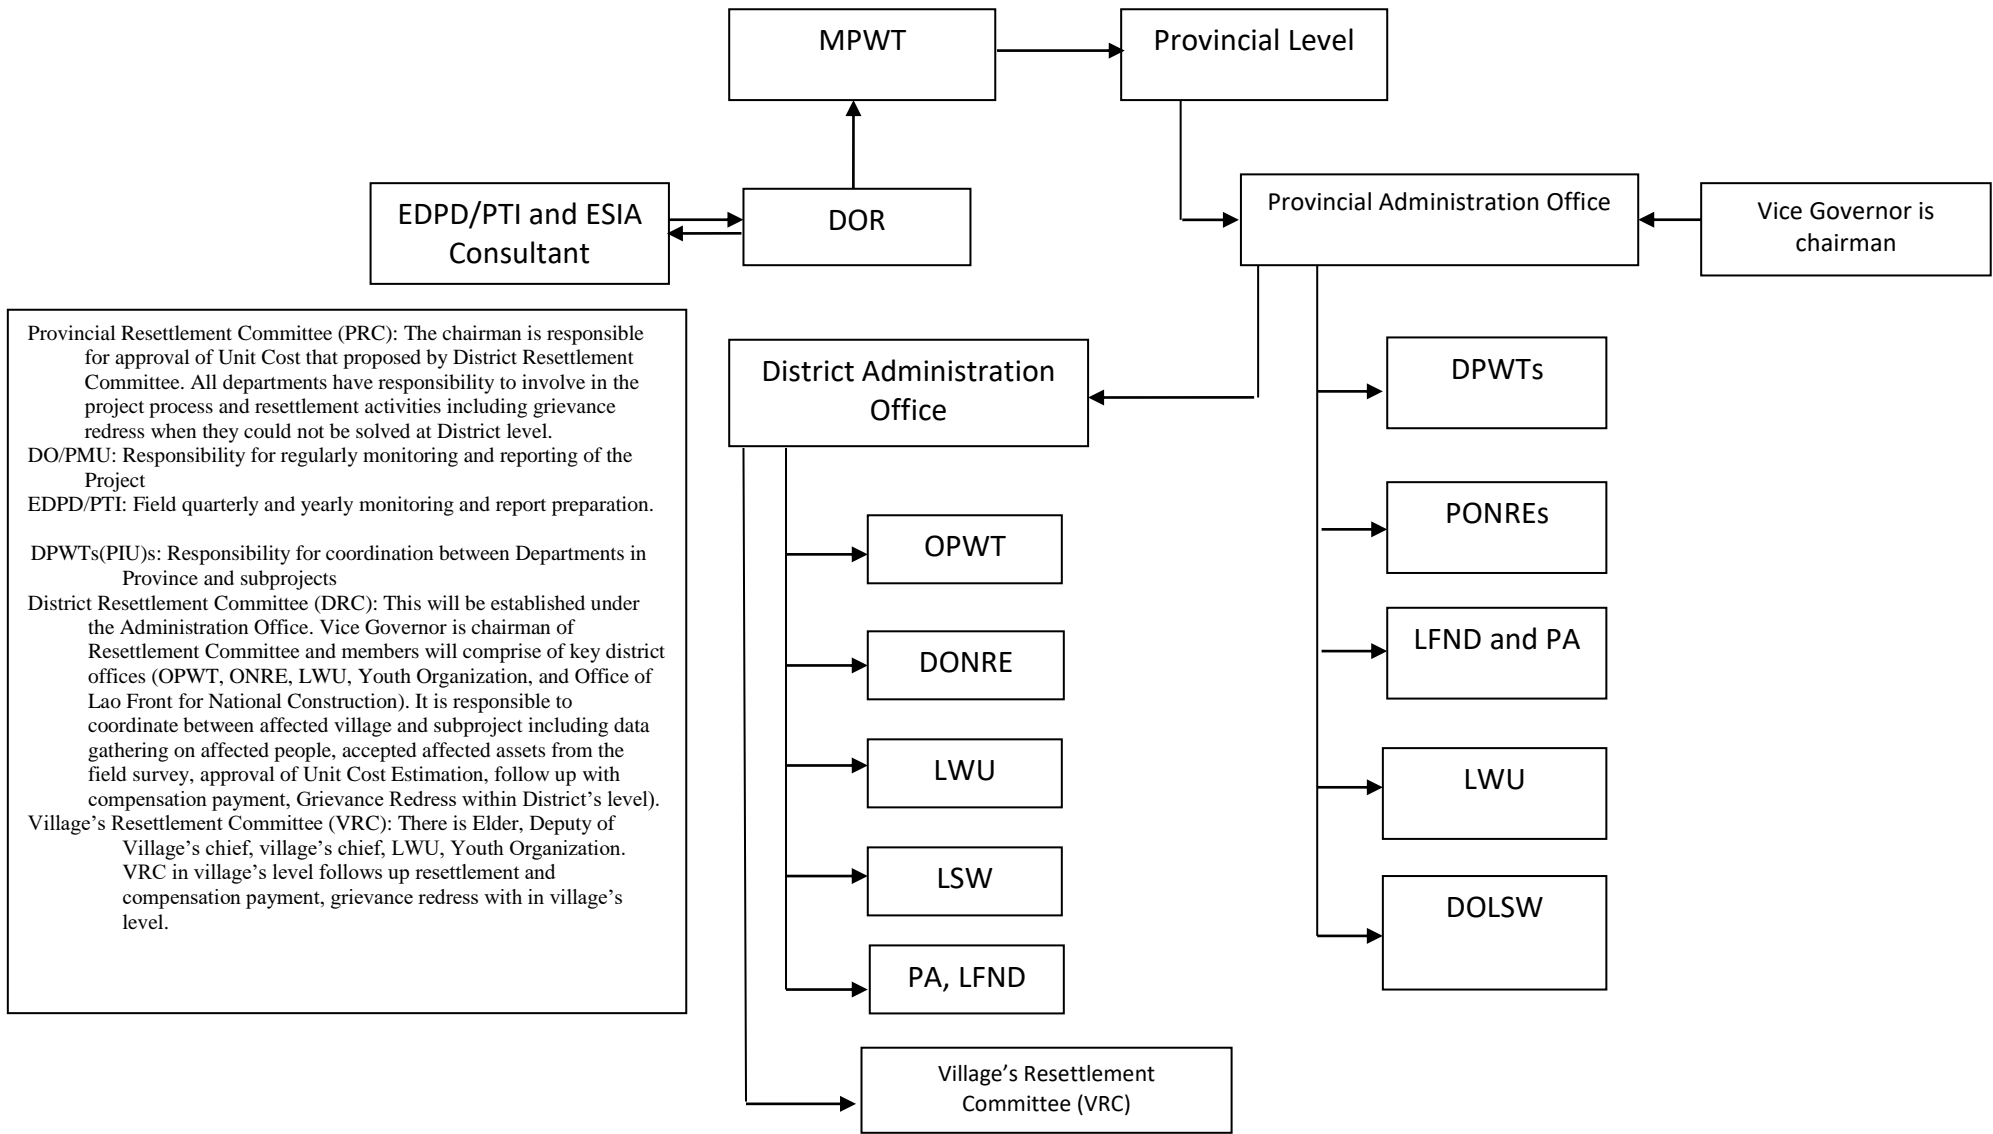 MPWT
Provincial Level
EDPD/PTI and ESIA
Consultant
DOR
Provincial Administration Office
Vice Governor is
chairman
Provincial Resettlement Committee (PRC): The chairman is responsible
for approval of Unit Cost that proposed by District Resettlement
Committee. All departments have responsibility to involve in the
project process and resettlement activities including grievance
redress when they could not be solved at District level.
DO/PMU: Responsibility for regularly monitoring and reporting of the
Project
EDPD/PTI: Field quarterly and yearly monitoring and report preparation.
DPWTs(PIU)s: Responsibility for coordination between Departments in
Province and subprojects
District Resettlement Committee (DRC): This will be established under
the Administration Office. Vice Governor is chairman of
Resettlement Committee and members will comprise of key district
offices (OPWT, ONRE, LWU, Youth Organization, and Office of
Lao Front for National Construction). It is responsible to
coordinate between affected village and subproject including data
gathering on affected people, accepted affected assets from the
field survey, approval of Unit Cost Estimation, follow up with
compensation payment, Grievance Redress within District’s level).
Village’s Resettlement Committee (VRC): There is Elder, Deputy of
Village’s chief, village’s chief, LWU, Youth Organization.
VRC in village’s level follows up resettlement and
compensation payment, grievance redress with in village’s
level.
District Administration
Office
OPWT
DONRE
LWU
LSW
PA, LFND
Village’s Resettlement
Committee (VRC)
DPWTs
PONREs
LFND and PA
LWU
DOLSW